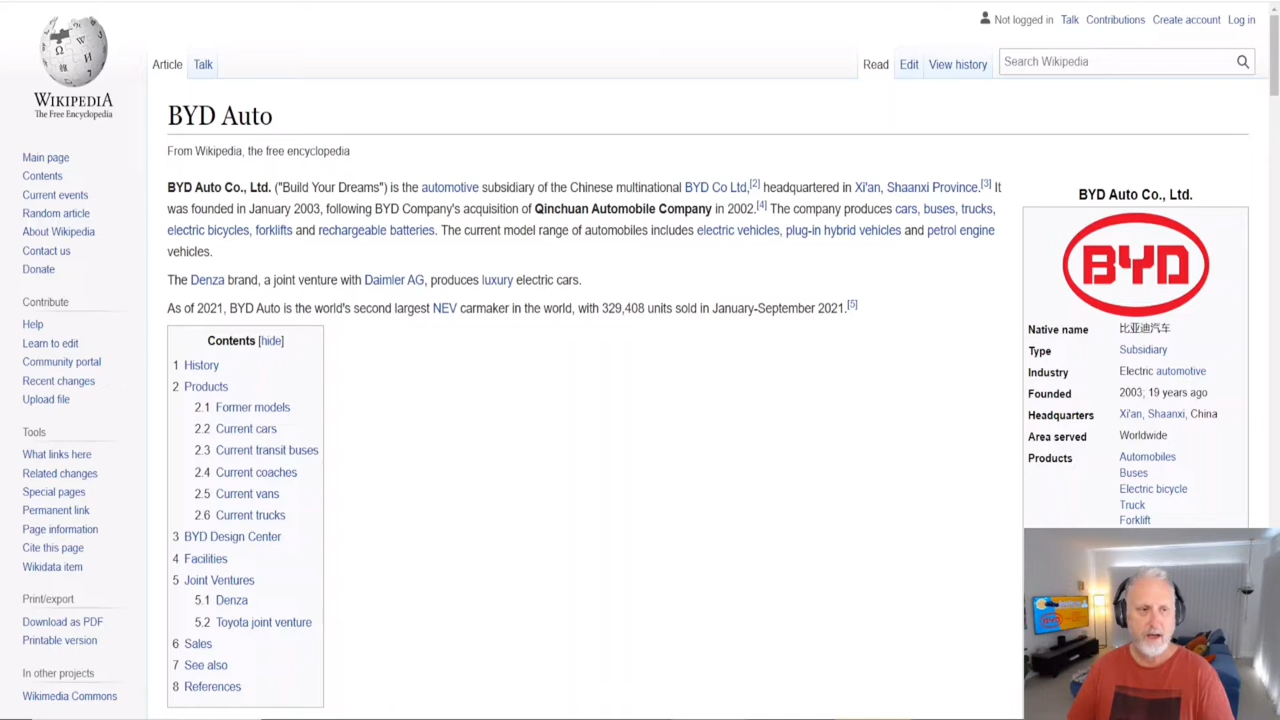 Not logged in Talk Contributions Create account Log in
WIKIPEDIA
The Free Encyclopedia
Article Talk
Read Edit View history
Search Wikipedia
BYD Auto
From Wikipedia, the free encyclopedia
BYD Auto Co., Ltd. ("Build Your Dreams") is the automotive subsidiary of the Chinese multinational BYD Co Ltd,[2] headquartered in Xi'an, Shaanxi Province.[3] It
was founded in January 2003, following BYD Company's acquisition of Qinchuan Automobile Company in 2002.[4] The company produces cars, buses, trucks,
electric bicycles, forklifts and rechargeable batteries. The current model range of automobiles includes electric vehicles, plug-in hybrid vehicles and petrol engine
vehicles.
The Denza brand, a joint venture with Daimler AG, produces luxury electric cars.
As of 2021, BYD Auto is the world's second largest NEV carmaker in the world, with 329,408 units sold in January-September 2021.[5]
Contents [hide]
1 History
2 Products
2.1 Former models
2.2 Current cars
2.3 Current transit buses
2.4 Current coaches
2.5 Current vans
2.6 Current trucks
3 BYD Design Center
4 Facilities
5 Joint Ventures
5.1 Denza
5.2 Toyota joint venture
6 Sales
7 See also
8 References
Main page
Contents
Current events
Random article
About Wikipedia
Contact us
Donate
Contribute
Help
Learn to edit
Community portal
Recent changes
Upload file
Tools
What links here
Related changes
Special pages
Permanent link
Page information
Cite this page
Wikidata item
Print/export
Download as PDF
Printable version
In other projects
Wikimedia Commons
BYD Auto Co., Ltd.
BYD
Native name 比亚迪汽车
Type Subsidiary
Industry Electric automotive
Founded 2003; 19 years ago
Headquarters Xi'an, Shaanxi, China
Area served Worldwide
Products Automobiles
Buses
Electric bicycle
Truck
Forklift
BYD